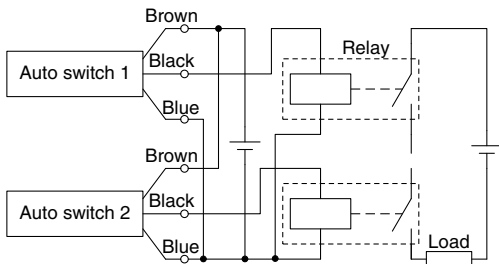 Brown
Auto switch 1
Black
Blue
Relay
Brown
Auto switch 2
Black
Blue
Load